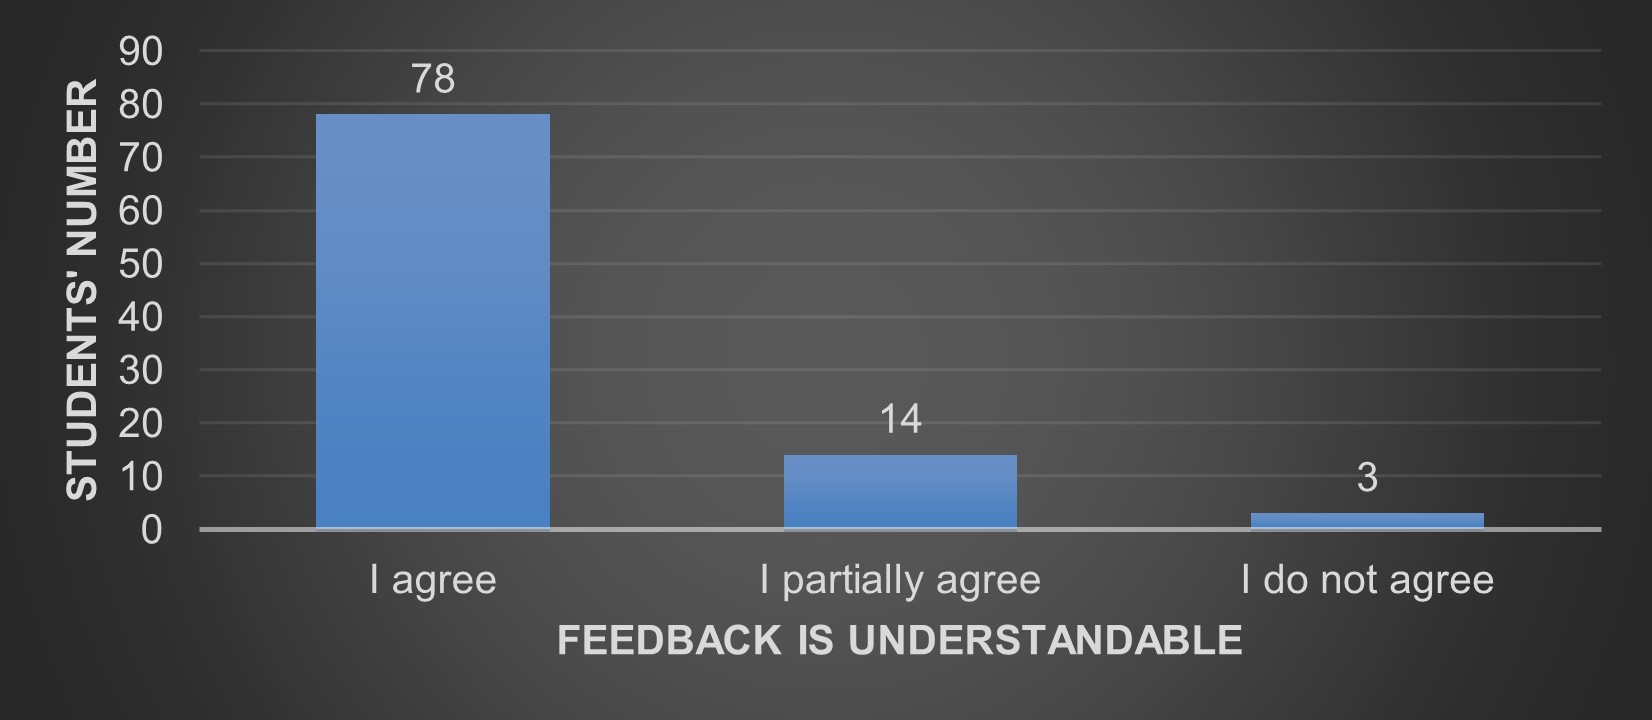 STUDENTS' NUMBER
90
80
70
60
50
40
30
20
10
0
78
14
3
I agree
I partially agree
I do not agree
FEEDBACK IS UNDERSTANDABLE